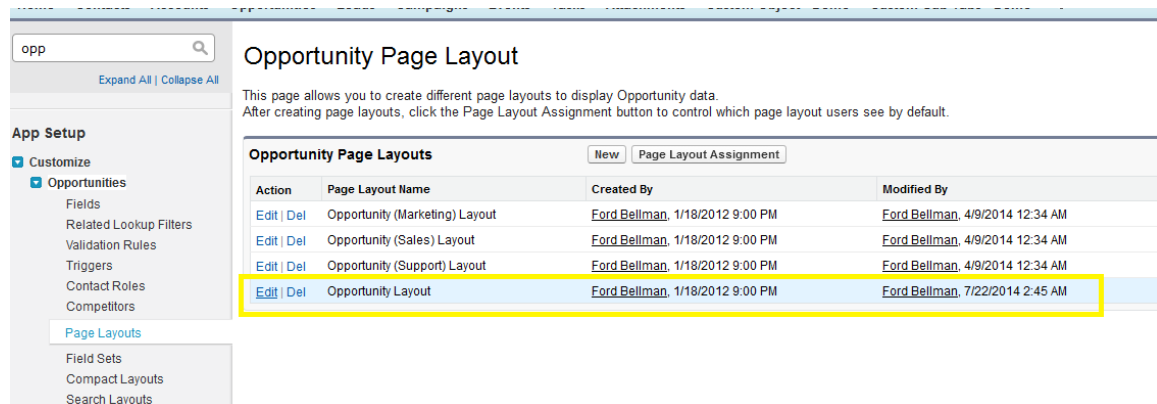 opp
Expand All | Collapse All
App Setup
Customize
Opportunities
Fields
Related Lookup Filters
Validation Rules
Triggers
Contact Roles
Competitors
Page Layouts
Field Sets
Compact Layouts
Search Layouts
Opportunity Page Layout
This page allows you to create different page layouts to display Opportunity data.
After creating page layouts, click the Page Layout Assignment button to control which page layout users see by default.
Opportunity Page Layouts New Page Layout Assignment
Action Page Layout Name Created By Modified By
Edit | Del Opportunity (Marketing) Layout Ford Bellman, 1/18/2012 9:00 PM Ford Bellman, 4/9/2014 12:34 AM
Edit | Del Opportunity (Sales) Layout Ford Bellman, 1/18/2012 9:00 PM Ford Bellman, 4/9/2014 12:34 AM
Edit | Del Opportunity (Support) Layout Ford Bellman, 1/18/2012 9:00 PM Ford Bellman, 4/9/2014 12:34 AM
Edit | Del Opportunity Layout Ford Bellman, 1/18/2012 9:00 PM Ford Bellman, 7/22/2014 2:45 AM